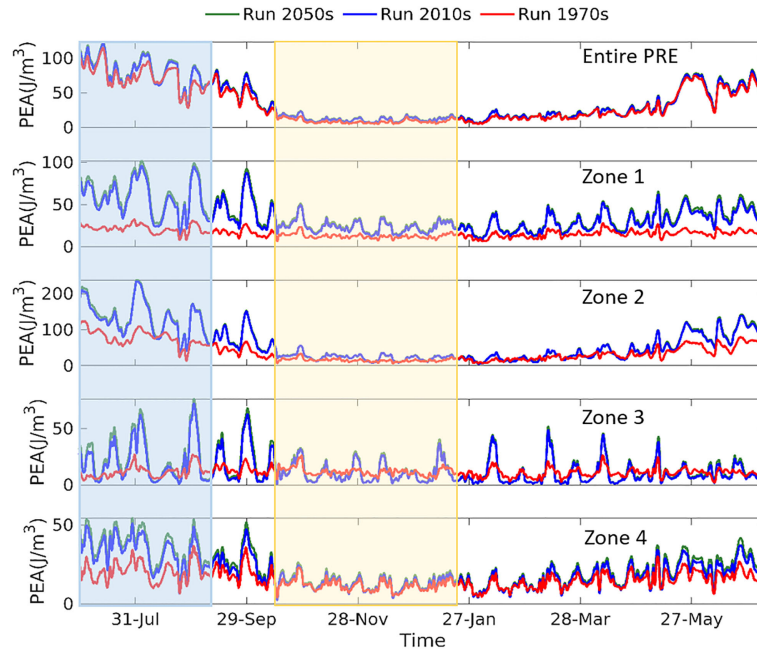 Run 2050s Run 2010s Run 1970s
PEA(J/m³)
100
50
0
Entire PRE
PEA(J/m³)
100
50
0
Zone 1
PEA(J/m³)
200
100
0
Zone 2
PEA(J/m³)
50
0
Zone 3
PEA(J/m³)
50
0
Zone 4
31-Jul 29-Sep 28-Nov 27-Jan 28-Mar 27-May
Time